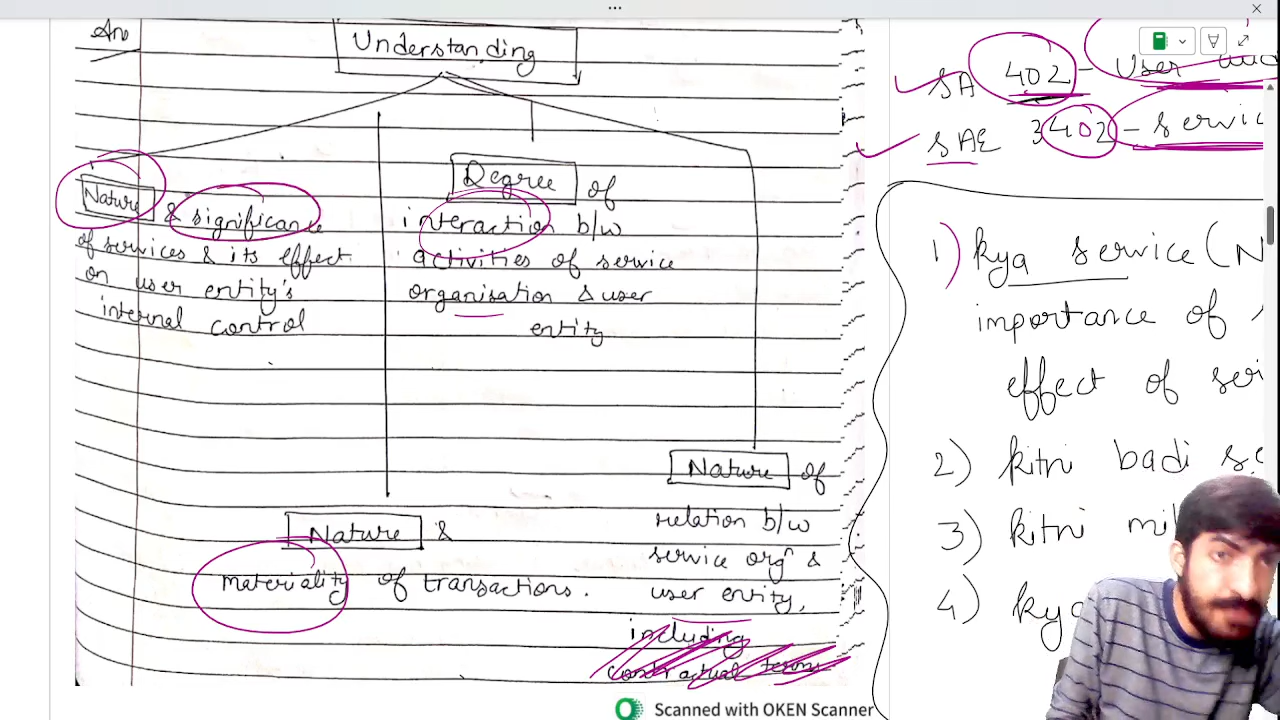 Ans
Understanding
Nature & significance
of services & its effect
on user entity's
internal control
Degree of
interaction b/w
activities of service
organisation & user
entity
Nature &
materiality of transactions.
Nature of
relation b/w
service orgn &
user entity,
including
contractual terms
Scanned with OKEN Scanner
SA 402 - User
SAE 3402 - servic
1) kya service (N
importance of
effect of ser
2) kitni badi se
3) kitni mil
4) kya